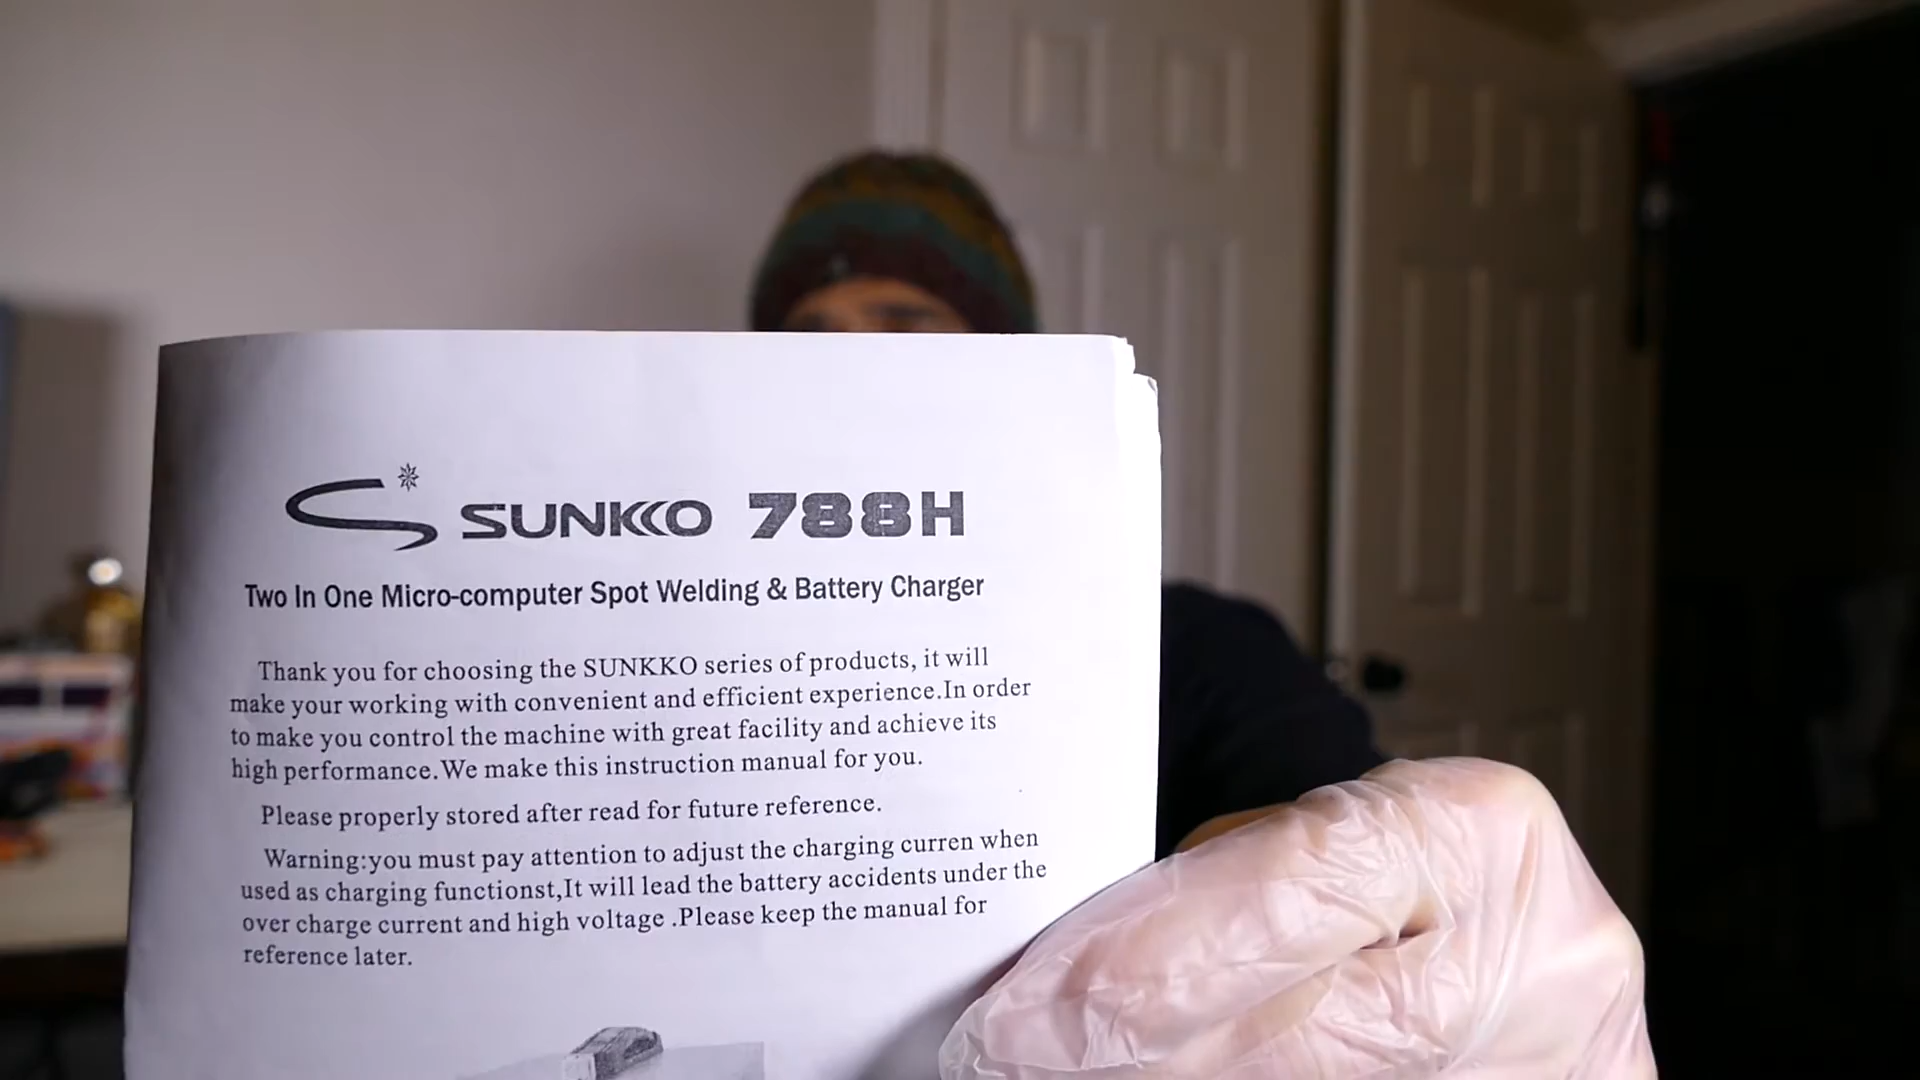 SUNKKO 788H
Two In One Micro-computer Spot Welding & Battery Charger
Thank you for choosing the SUNKKO series of products, it will
make your working with convenient and efficient experience.In order
to make you control the machine with great facility and achieve its
high performance.We make this instruction manual for you.
Please properly stored after read for future reference.
Warning:you must pay attention to adjust the charging curren when
used as charging functionst,It will lead the battery accidents under the
over charge current and high voltage .Please keep the manual for
reference later.